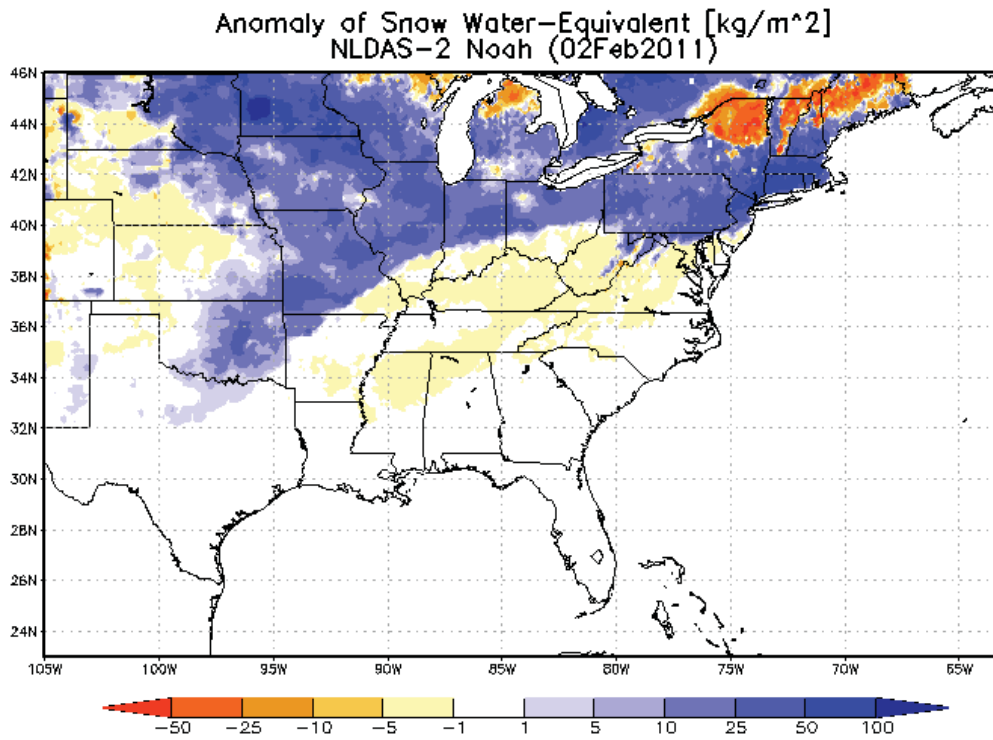 Anomaly of Snow Water-Equivalent [kg/m^2]
NLDAS-2 Noah (02Feb2011)
46N
44N
42N
40N
38N
36N
34N
32N
30N
28N
26N
24N
105W 100W 95W 90W 85W 80W 75W 70W 65W
-50 -25 -10 -5 -1 1 5 10 25 50 100